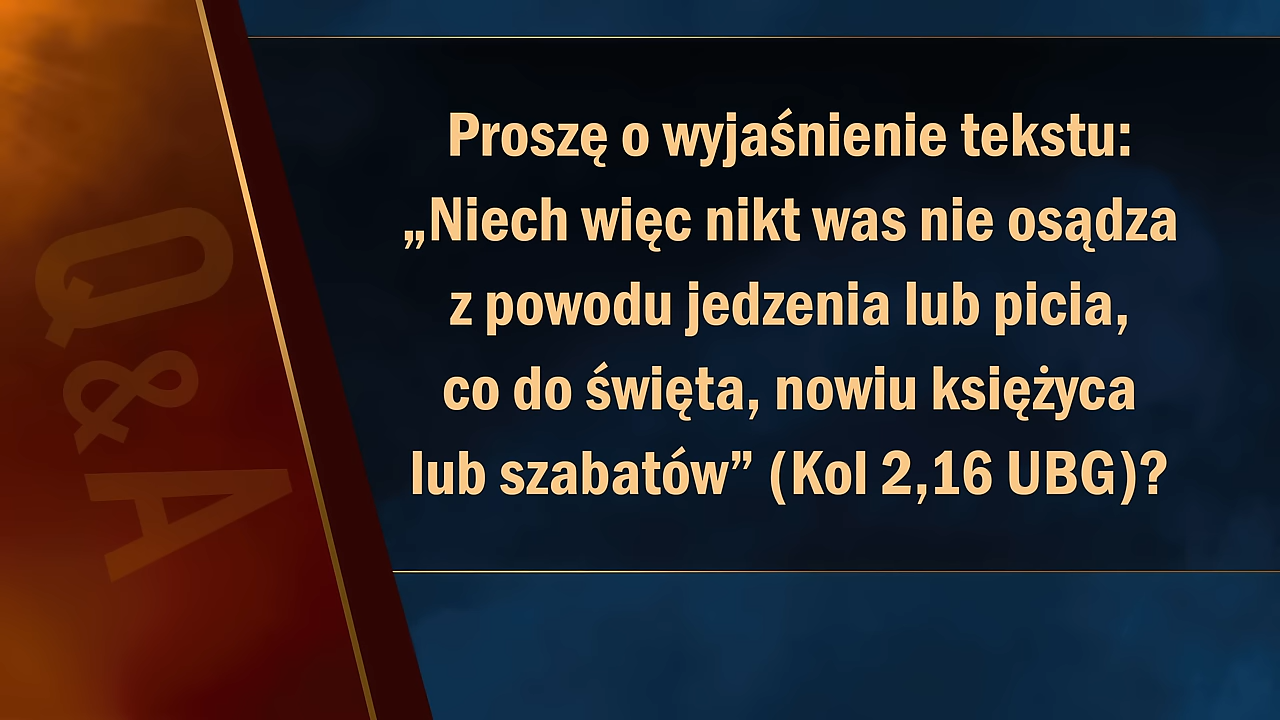 Proszę o wyjaśnienie tekstu:
„Niech więc nikt was nie osądza
z powodu jedzenia lub picia,
co do święta, nowiu księżyca
lub szabatów” (Kol 2,16 UBG)?
Q&A